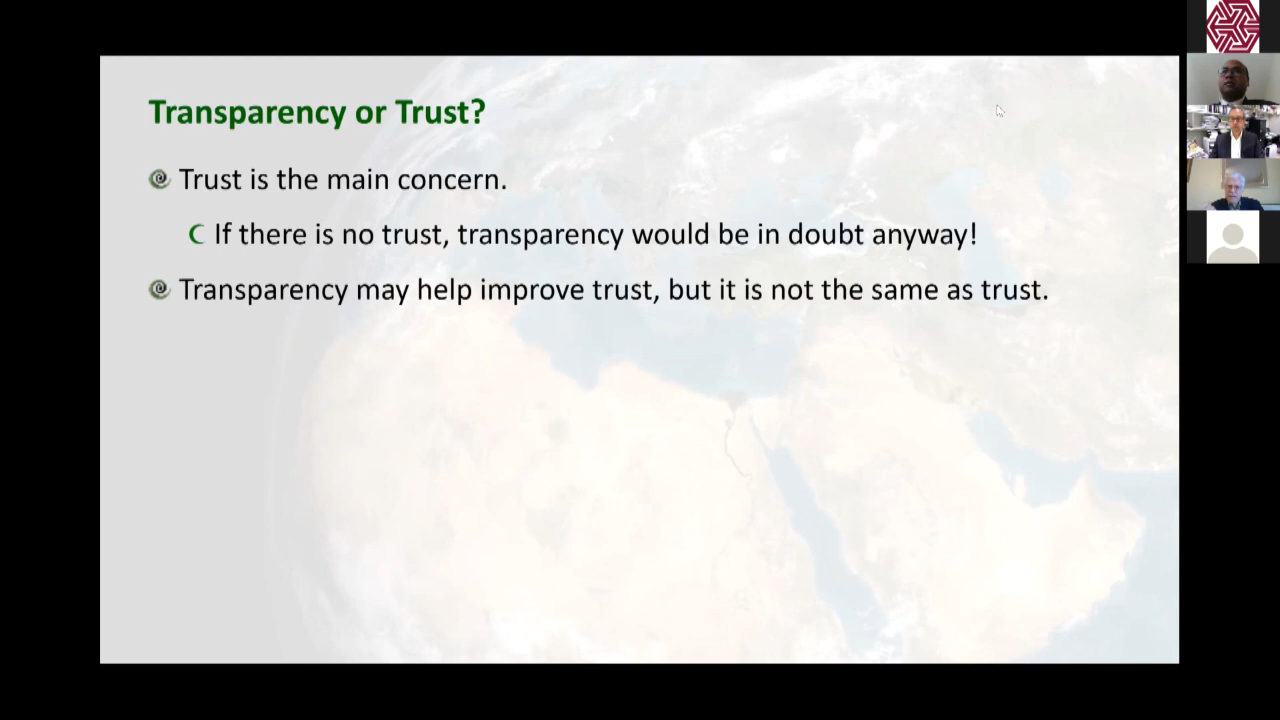 Transparency or Trust?
Trust is the main concern.
If there is no trust, transparency would be in doubt anyway!
Transparency may help improve trust, but it is not the same as trust.